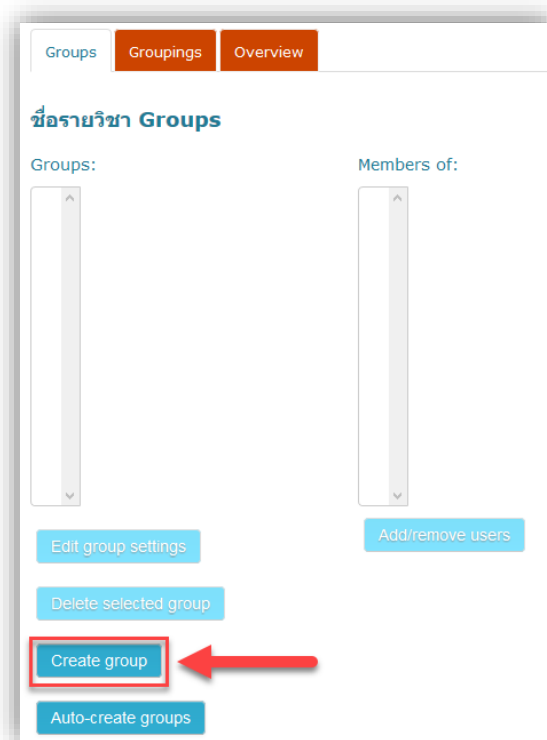 Groups Groupings Overview
ชื่อรายวิชา Groups
Groups:
Members of:
Edit group settings
Add/remove users
Delete selected group
Create group
Auto-create groups